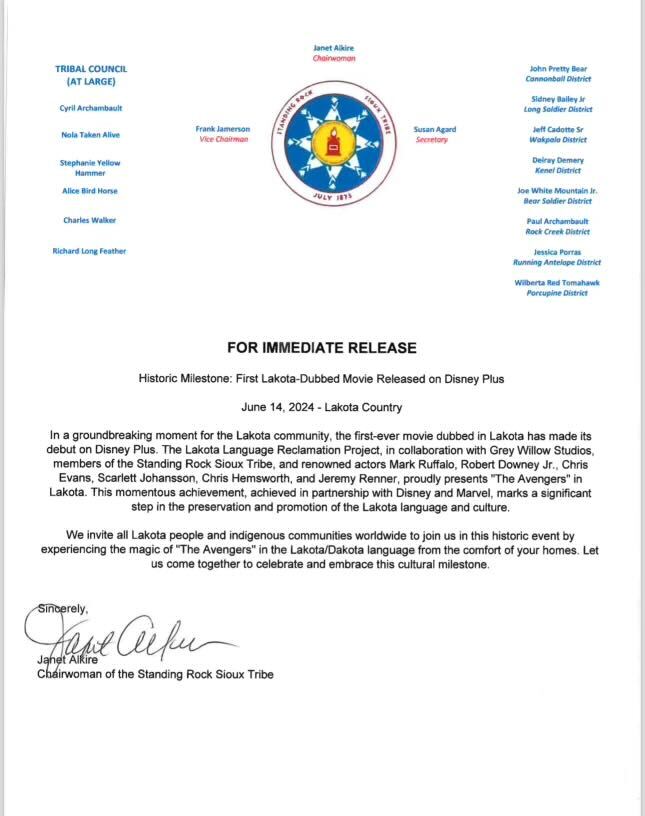 Janet Alkire
Chairwoman
TRIBAL COUNCIL
(AT LARGE)
Cyril Archambault
Nola Taken Alive
Stephanie Yellow
Hammer
Alice Bird Horse
Charles Walker
Richard Long Feather
Frank Jamerson
Vice Chairman
STANDING ROCK SIOUX TRIBE
JULY 1873
Susan Agard
Secretary
John Pretty Bear
Cannonball District
Sidney Bailey Jr
Long Soldier District
Jeff Cadotte Sr
Wakpala District
Delray Demery
Kenel District
Joe White Mountain Jr.
Bear Soldier District
Paul Archambault
Rock Creek District
Jessica Porras
Running Antelope District
Wilberta Red Tomahawk
Porcupine District
FOR IMMEDIATE RELEASE
Historic Milestone: First Lakota-Dubbed Movie Released on Disney Plus
June 14, 2024 - Lakota Country
In a groundbreaking moment for the Lakota community, the first-ever movie dubbed in Lakota has made its
debut on Disney Plus. The Lakota Language Reclamation Project, in collaboration with Grey Willow Studios,
members of the Standing Rock Sioux Tribe, and renowned actors Mark Ruffalo, Robert Downey Jr., Chris
Evans, Scarlett Johansson, Chris Hemsworth, and Jeremy Renner, proudly presents "The Avengers" in
Lakota. This momentous achievement, achieved in partnership with Disney and Marvel, marks a significant
step in the preservation and promotion of the Lakota language and culture.
We invite all Lakota people and indigenous communities worldwide to join us in this historic event by
experiencing the magic of "The Avengers" in the Lakota/Dakota language from the comfort of your homes. Let
us come together to celebrate and embrace this cultural milestone.
Sincerely,
Janet Alkire
Janet Alkire
Chairwoman of the Standing Rock Sioux Tribe